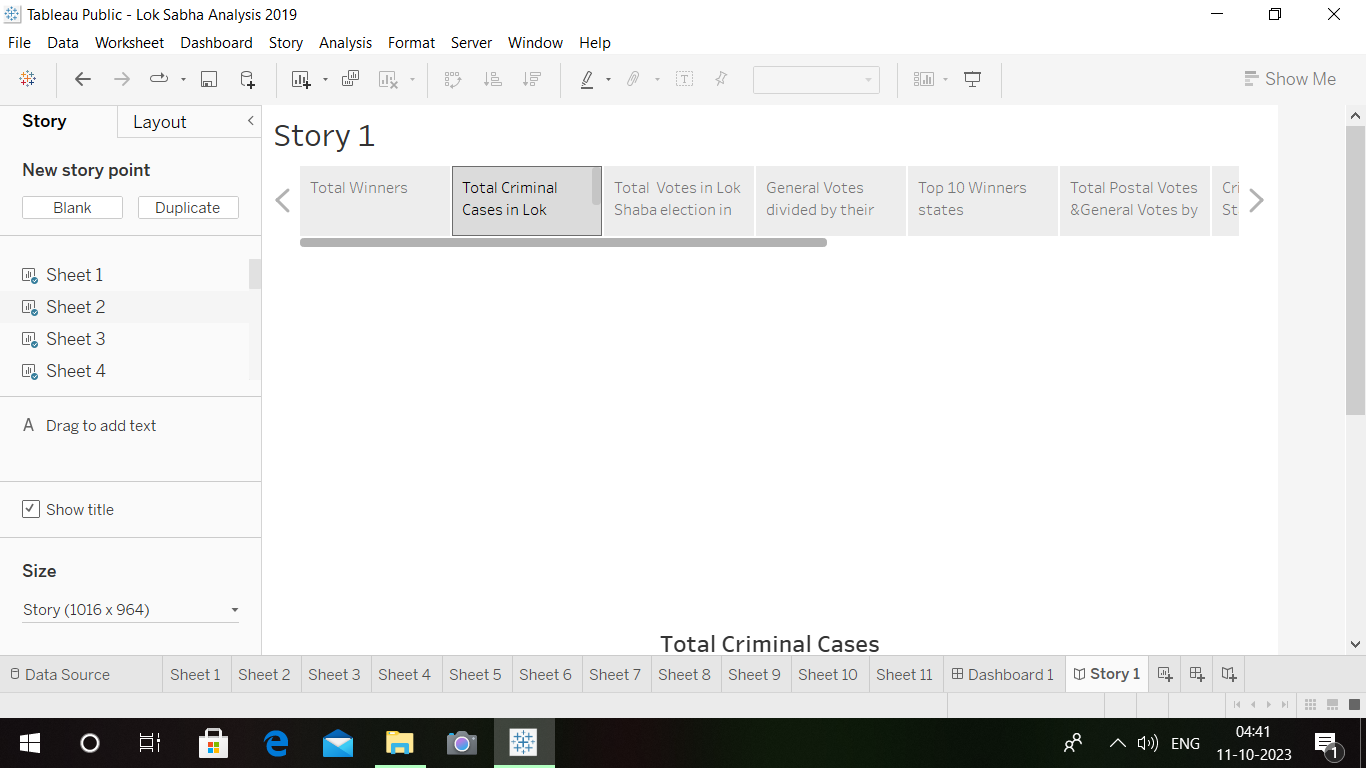 Tableau Public - Lok Sabha Analysis 2019
File Data Worksheet Dashboard Story Analysis Format Server Window Help
Show Me
Story Layout
New story point
Blank Duplicate
Sheet 1
Sheet 2
Sheet 3
Sheet 4
A Drag to add text
Show title
Size
Story (1016 x 964)
Story 1
Total Winners
Total Criminal
Cases in Lok
Total  Votes in Lok
Shaba election in
General Votes
divided by their
Top 10 Winners
states
Total Postal Votes
&General Votes by
Total Criminal Cases
Data Source Sheet 1 Sheet 2 Sheet 3 Sheet 4 Sheet 5 Sheet 6 Sheet 7 Sheet 8 Sheet 9 Sheet 10 Sheet 11 Dashboard 1 Story 1
ENG
04:41
11-10-2023
1